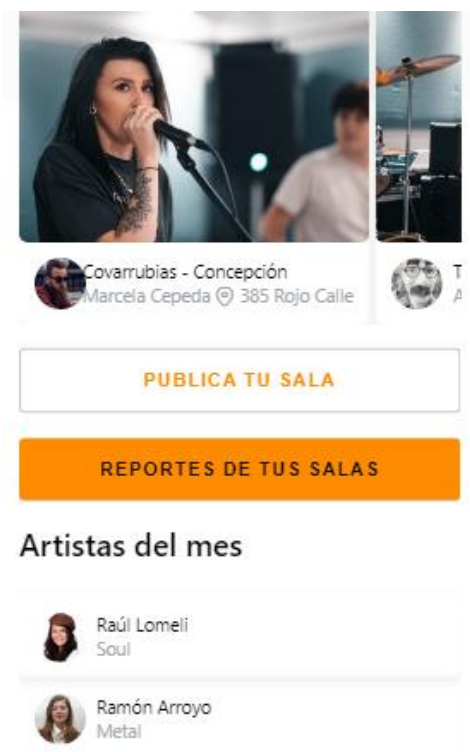 Covarrubias - Concepción
Marcela Cepeda 385 Rojo Calle
PUBLICA TU SALA
REPORTES DE TUS SALAS
Artistas del mes
Raúl Lomeli
Soul
Ramón Arroyo
Metal